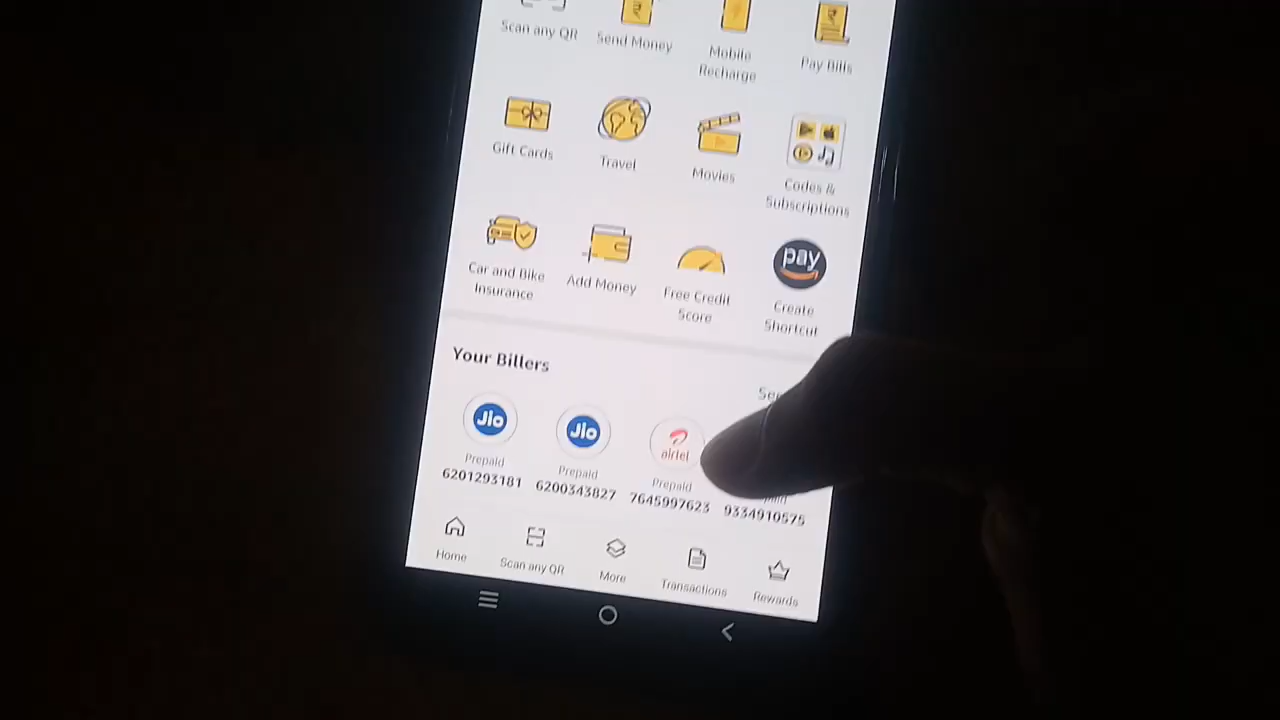 Scan any QR
Send Money
Mobile
Recharge
Pay Bills
Gift Cards
Travel
Movies
Codes &
Subscriptions
Car and Bike
Insurance
Add Money
Free Credit
Score
pay
Create
Shortcut
Your Billers
Jio
Prepaid
6201293181
Jio
Prepaid
6200343827
airtel
Prepaid
7645997623
9334910575
Home
Scan any QR
More
Transactions
Rewards